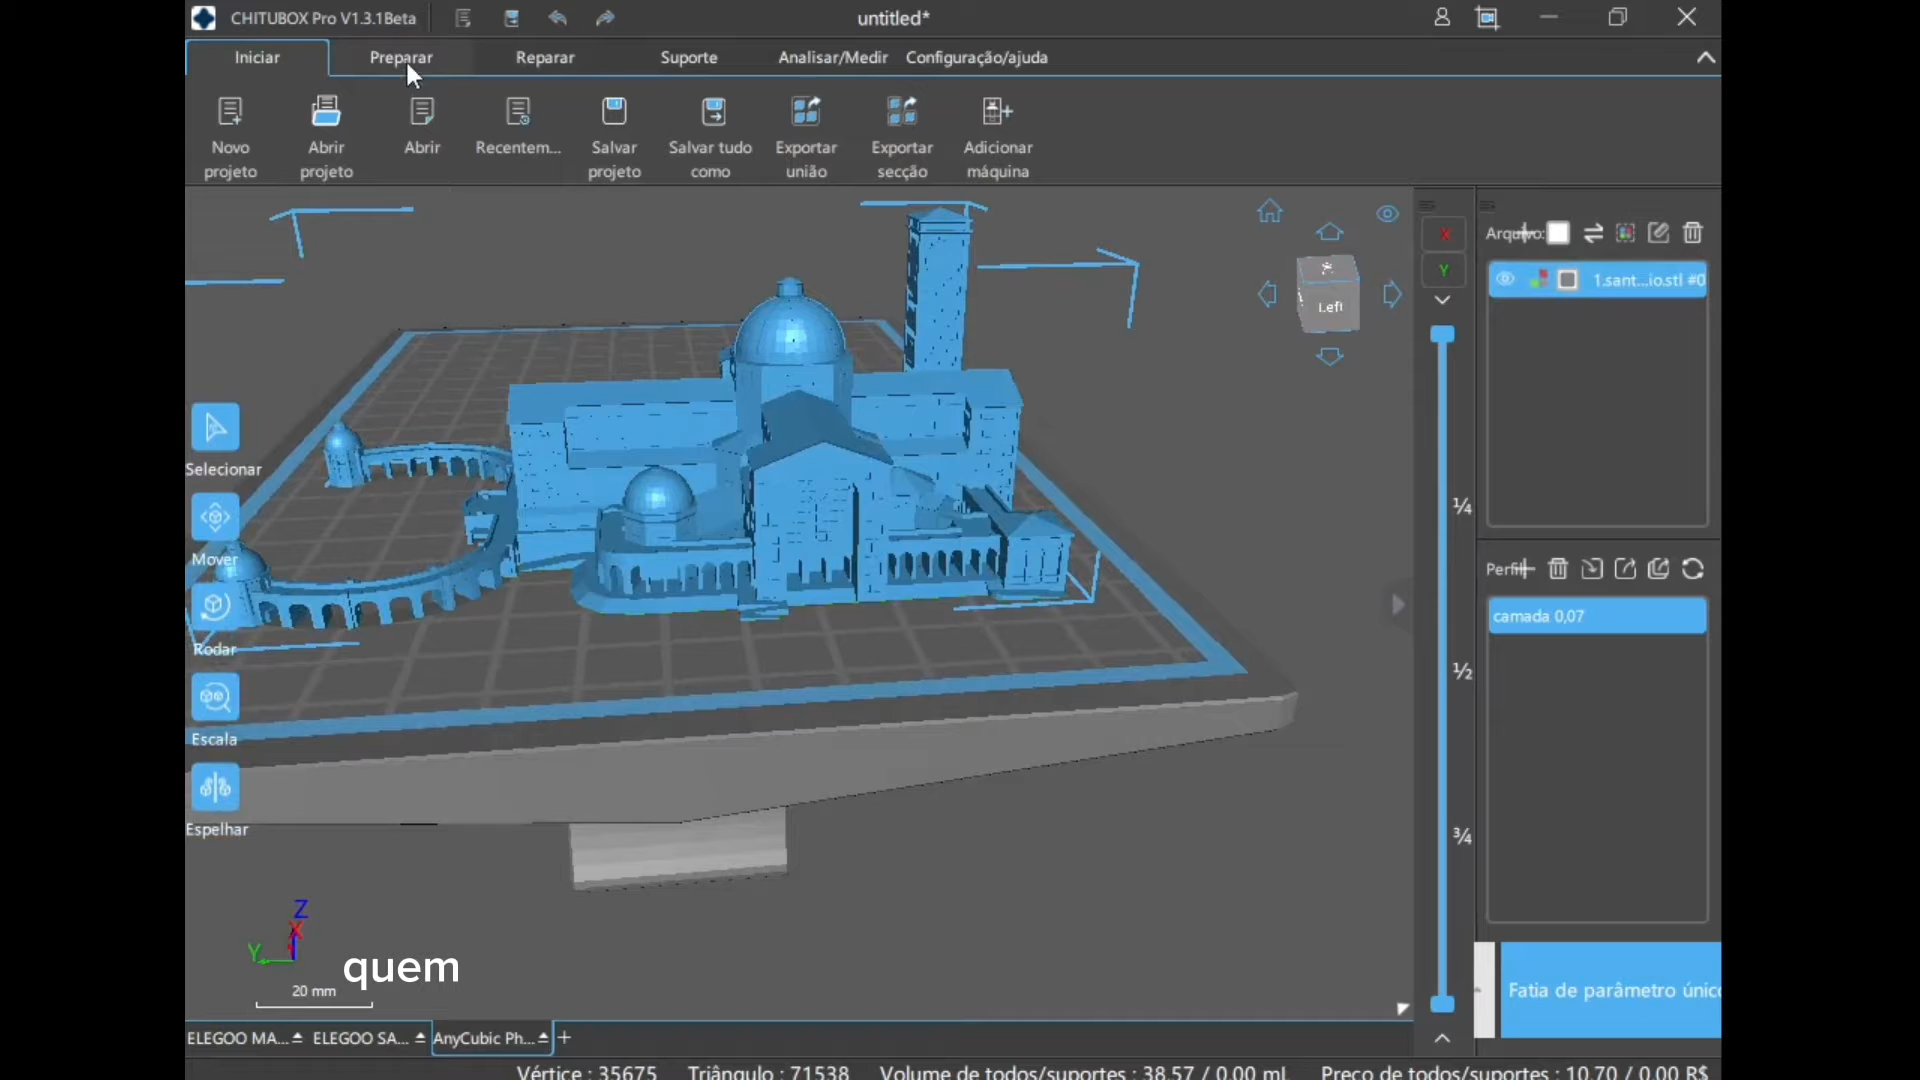 CHITUBOX Pro V1.3.1Beta
untitled*
Iniciar
Preparar
Reparar
Suporte
Analisar/Medir
Configuração/ajuda
Novo projeto
Abrir projeto
Abrir
Recentem...
Salvar projeto
Salvar tudo como
Exportar união
Exportar secção
Adicionar máquina
Left
X
Y
Arquivo:
1.sant...io.stl #0
Selecionar
Mover
Rodar
Escala
Espelhar
1/4
1/2
3/4
Perfil
camada 0,07
Z
X
Y
20 mm
quem
Fatia de parâmetro únic
ELEGOO MA...
ELEGOO SA...
AnyCubic Ph...
+
Vértice : 35675
Triângulo : 71538
Volume de todos/suportes : 38.57 / 0.00 mL
Preço de todos/suportes : 10.70 / 0.00 R$